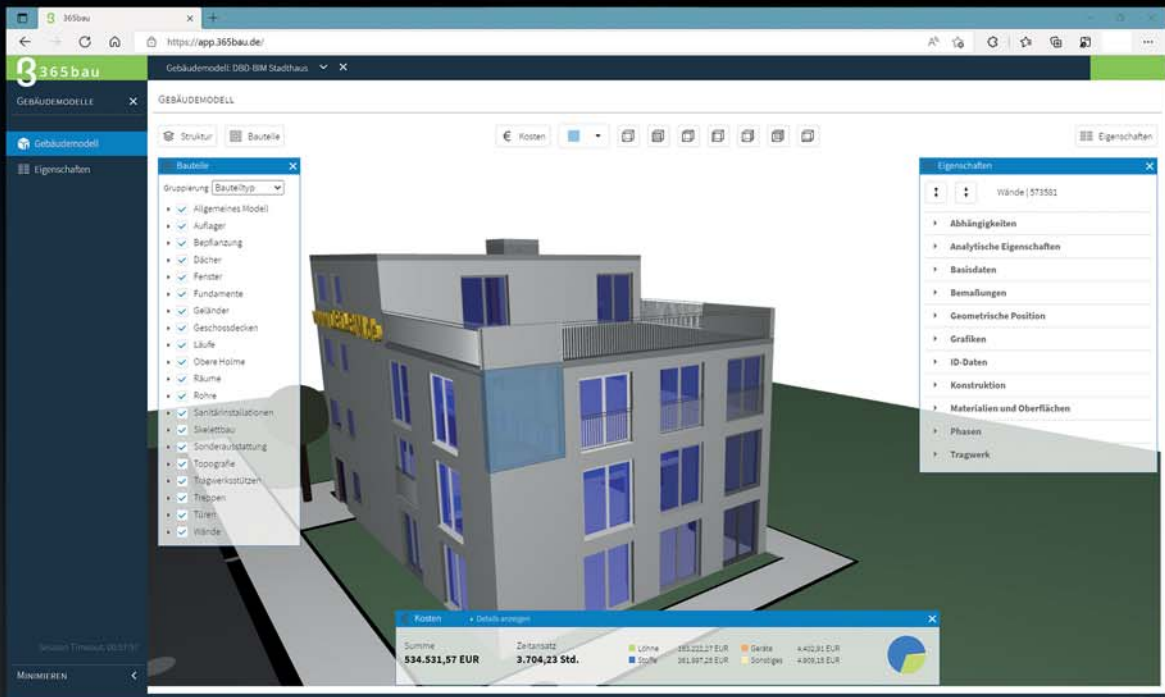 365bau
https://app.365bau.de/
365bau
Gebäudemodell: DBD-BIM Stadthaus
GEBÄUDEMODELLE
GEBÄUDEMODELL
Gebäudemodell
Eigenschaften
Struktur
Bauteile
€ Kosten
Eigenschaften
Bauteile
Gruppierung Bauteiltyp
Allgemeines Modell
Auflager
Bepflanzung
Dächer
Fenster
Fundamente
Geländer
Geschossdecken
Läufe
Obere Holme
Räume
Rohre
Sanitärinstallationen
Skelettbau
Sonderausstattung
Topografie
Tragwerksstützen
Treppen
Türen
Wände
Eigenschaften
Wände | 573581
Abhängigkeiten
Analytische Eigenschaften
Basisdaten
Bemaßungen
Geometrische Position
Grafiken
ID-Daten
Konstruktion
Materialien und Oberflächen
Phasen
Tragwerk
Kosten + Details anzeigen
Summe
534.531,57 EUR
Zeitansatz
3.704,23 Std.
Löhne
Stoffe
Geräte
Sonstiges
Session Timeout:
MINIMIEREN